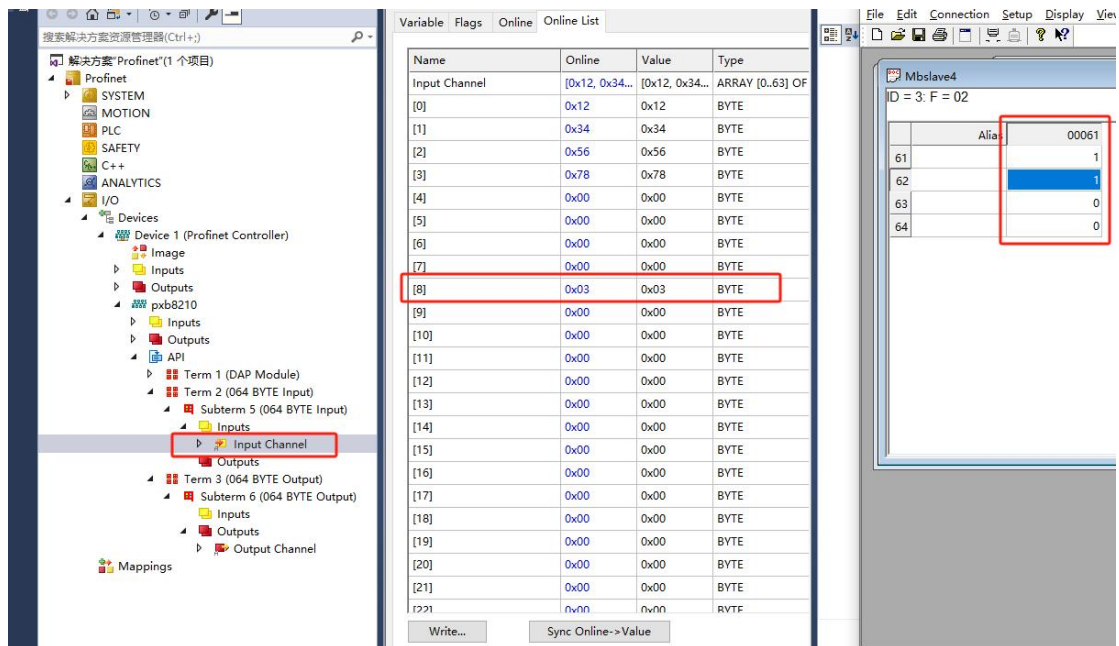 搜索解决方案资源管理器(Ctrl+;)
解决方案"Profinet"(1 个项目)
Profinet
SYSTEM
MOTION
PLC
SAFETY
C++
ANALYTICS
I/O
Devices
Device 1 (Profinet Controller)
Image
Inputs
Outputs
pxb8210
Inputs
Outputs
API
Term 1 (DAP Module)
Term 2 (064 BYTE Input)
Subterm 5 (064 BYTE Input)
Inputs
Input Channel
Outputs
Term 3 (064 BYTE Output)
Subterm 6 (064 BYTE Output)
Inputs
Outputs
Output Channel
Mappings
Variable Flags Online Online List
Name Online Value Type
Input Channel [0x12, 0x34... [0x12, 0x34... ARRAY [0..63] OF
[0] 0x12 0x12 BYTE
[1] 0x34 0x34 BYTE
[2] 0x56 0x56 BYTE
[3] 0x78 0x78 BYTE
[4] 0x00 0x00 BYTE
[5] 0x00 0x00 BYTE
[6] 0x00 0x00 BYTE
[7] 0x00 0x00 BYTE
[8] 0x03 0x03 BYTE
[9] 0x00 0x00 BYTE
[10] 0x00 0x00 BYTE
[11] 0x00 0x00 BYTE
[12] 0x00 0x00 BYTE
[13] 0x00 0x00 BYTE
[14] 0x00 0x00 BYTE
[15] 0x00 0x00 BYTE
[16] 0x00 0x00 BYTE
[17] 0x00 0x00 BYTE
[18] 0x00 0x00 BYTE
[19] 0x00 0x00 BYTE
[20] 0x00 0x00 BYTE
[21] 0x00 0x00 BYTE
[22] 0x00 0x00 BYTE
Write... Sync Online->Value
File Edit Connection Setup Display View
Mbslave4
ID = 3: F = 02
Alias 00061
61 1
62 1
63 0
64 0